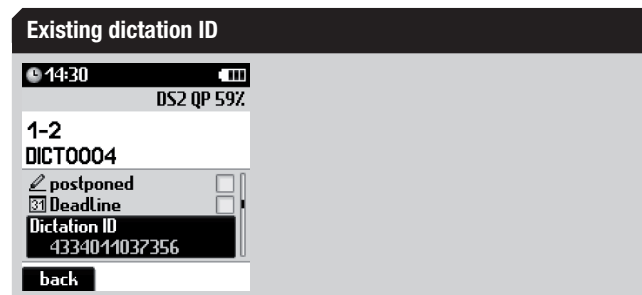 Existing dictation ID
14:30
DS2 QP 59%
1-2
DICT0004
postponed
31 Deadline
Dictation ID
4334011037356
back